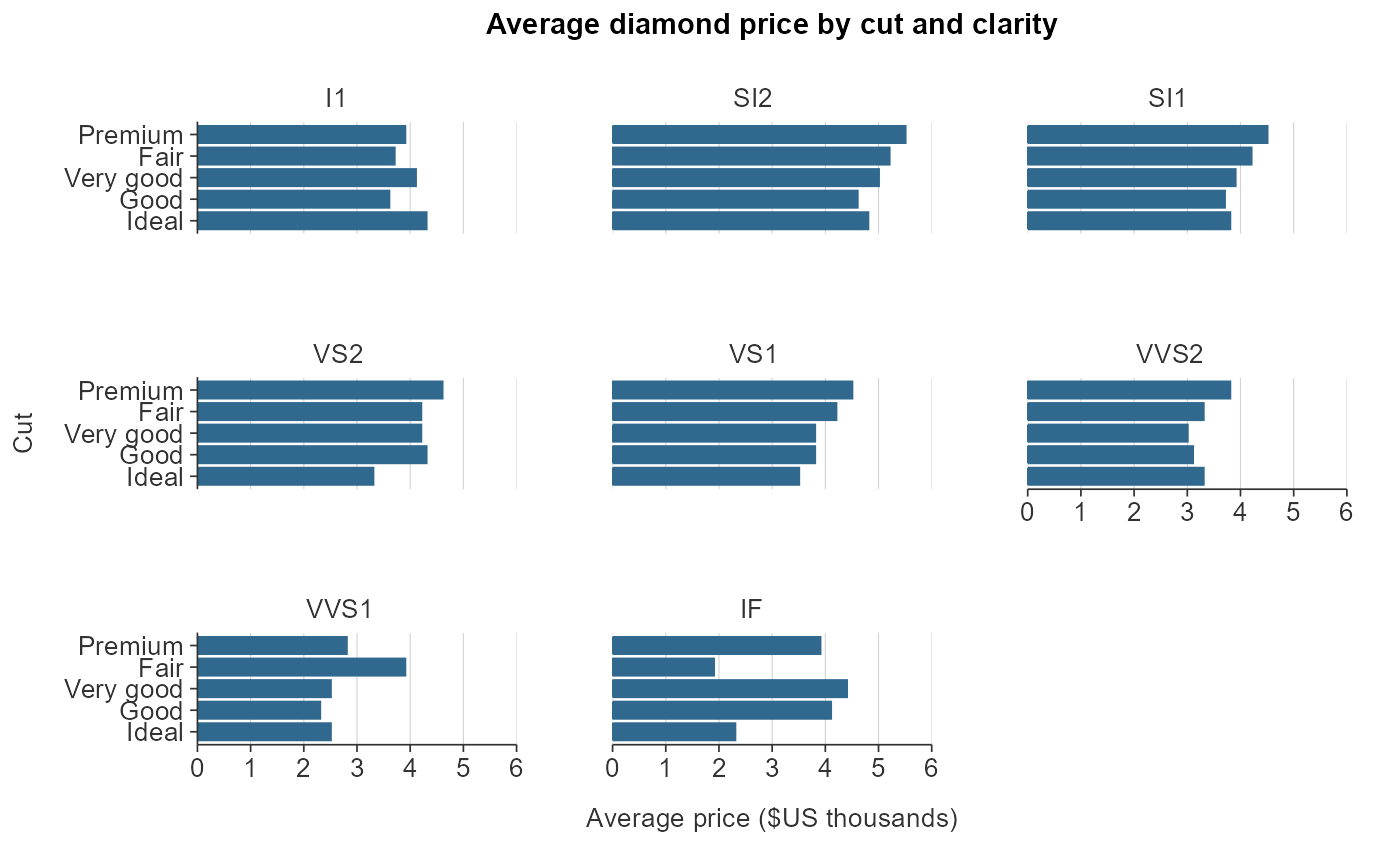 Average diamond price by cut and clarity
I1
SI2
SI1
Premium
Fair
Very good
Good
Ideal
VS2
VS1
VVS2
Cut
Premium
Fair
Very good
Good
Ideal
0 1 2 3 4 5 6
VVS1
IF
Premium
Fair
Very good
Good
Ideal
0 1 2 3 4 5 6
0 1 2 3 4 5 6
Average price ($US thousands)